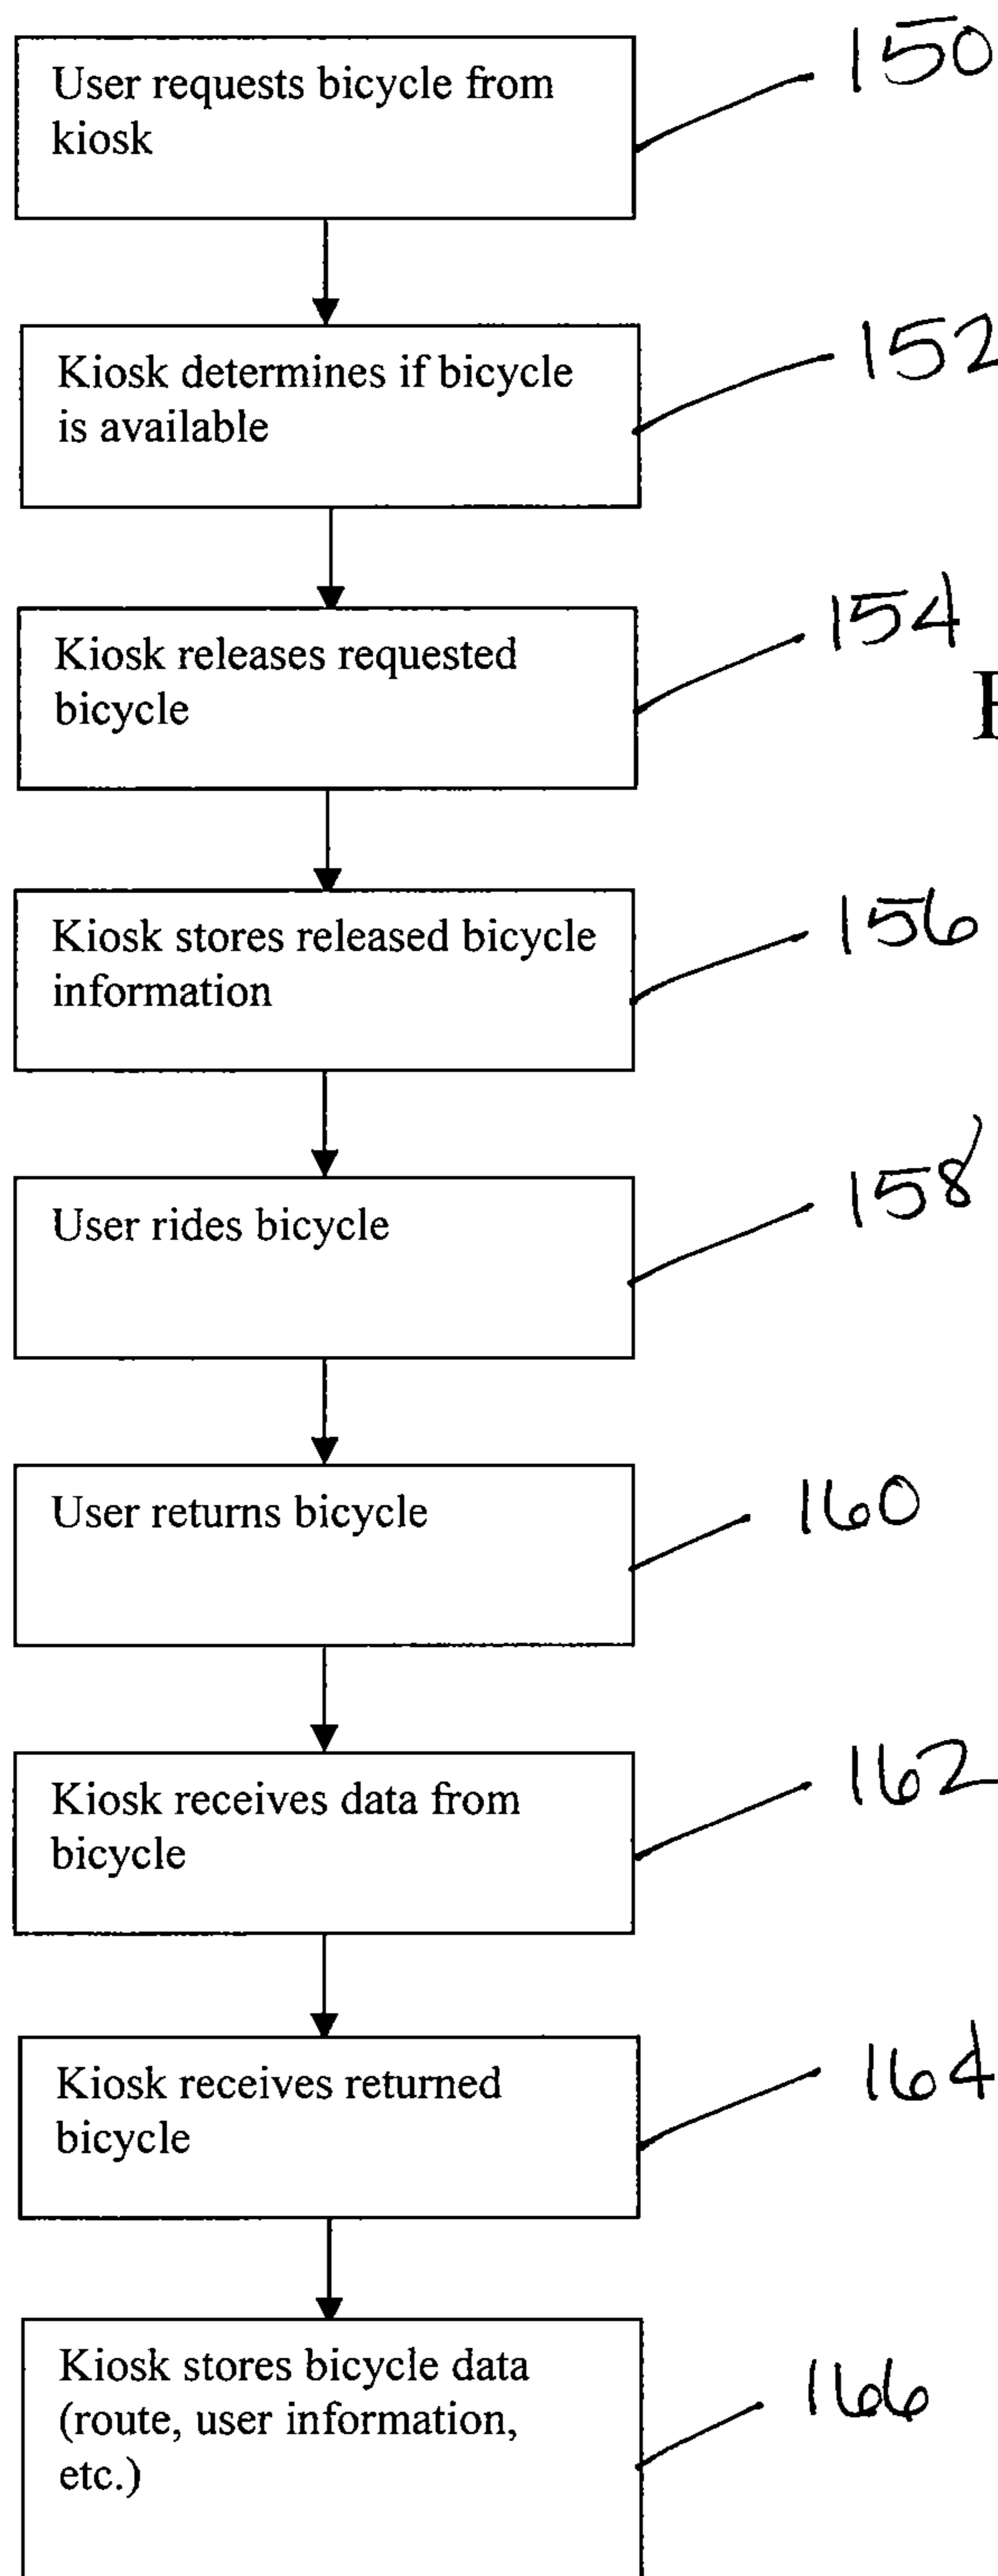 User requests bicycle from
kiosk
150
Kiosk determines if bicycle
is available
152
Kiosk releases requested
bicycle
154
Kiosk stores released bicycle
information
156
User rides bicycle
158
User returns bicycle
160
Kiosk receives data from
bicycle
162
Kiosk receives returned
bicycle
164
Kiosk stores bicycle data
(route, user information,
etc.)
166